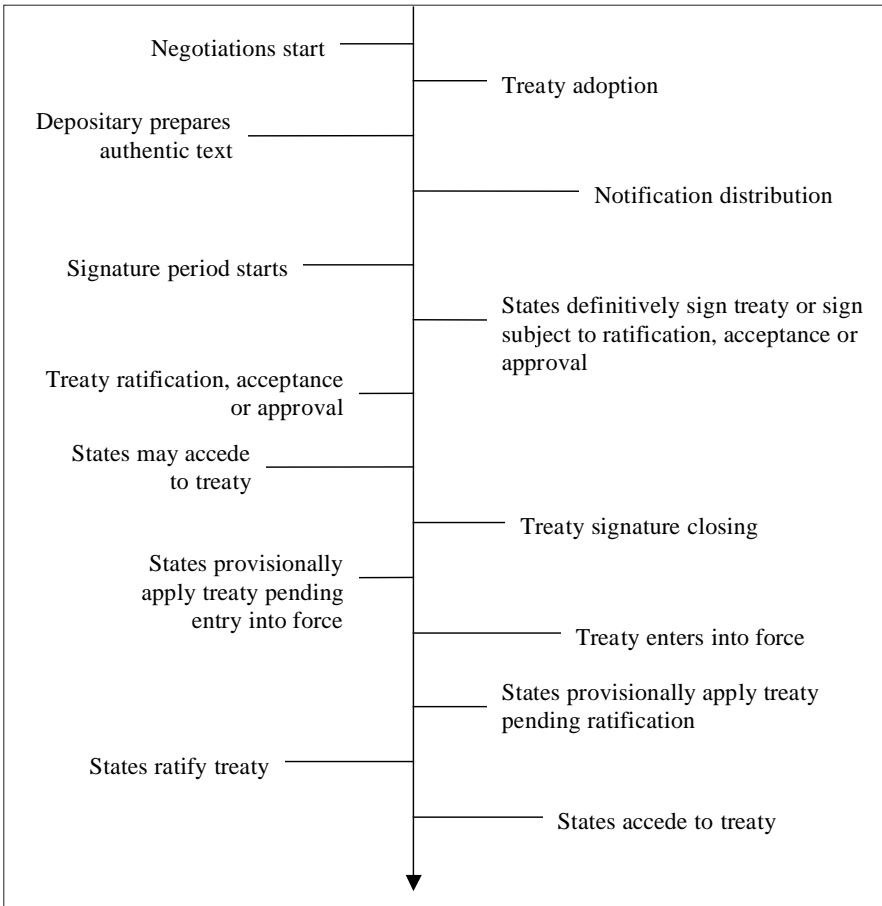 Negotiations start
Treaty adoption
Depositary prepares
authentic text
Notification distribution
Signature period starts
States definitively sign treaty or sign
subject to ratification, acceptance or
approval
Treaty ratification, acceptance
or approval
States may accede
to treaty
Treaty signature closing
States provisionally
apply treaty pending
entry into force
Treaty enters into force
States provisionally apply treaty
pending ratification
States ratify treaty
States accede to treaty